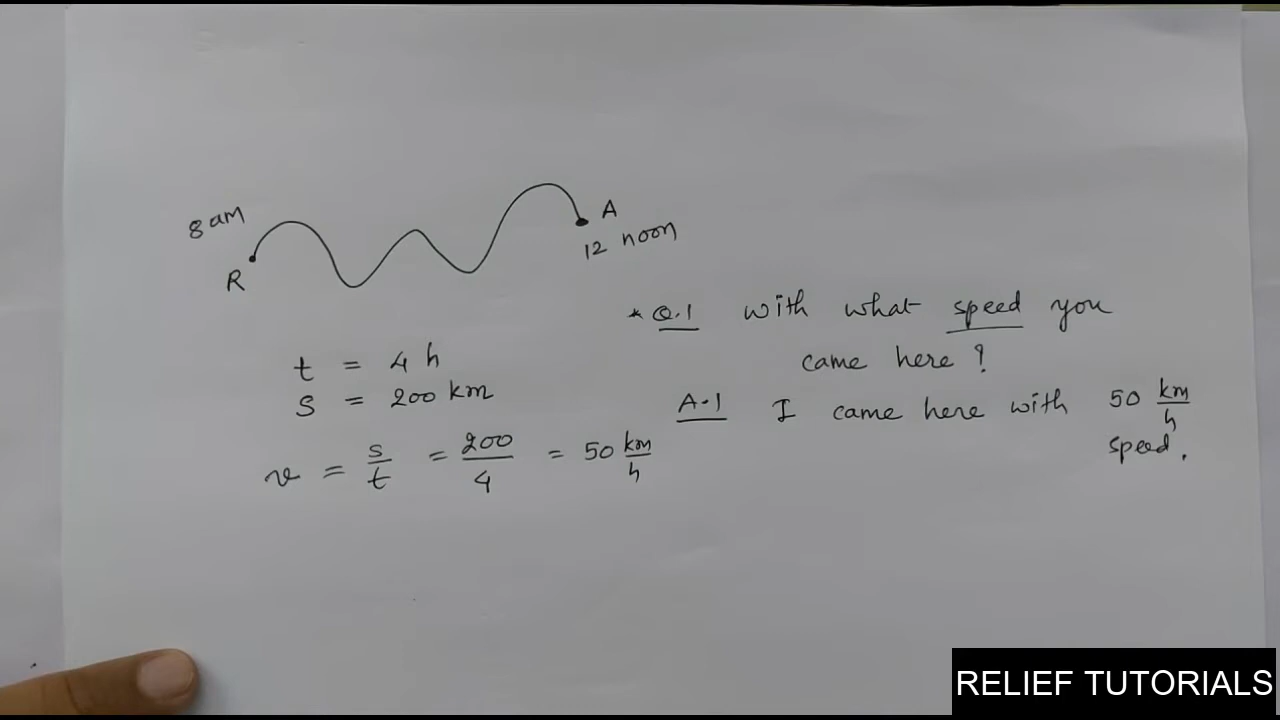 8 am
R
A
12 noon
* Q.1 With what speed you
came here ?
A-1 I came here with 50 km/h
speed.
t = 4 h
s = 200 km
v = s/t = 200/4 = 50 km/h
RELIEF TUTORIALS